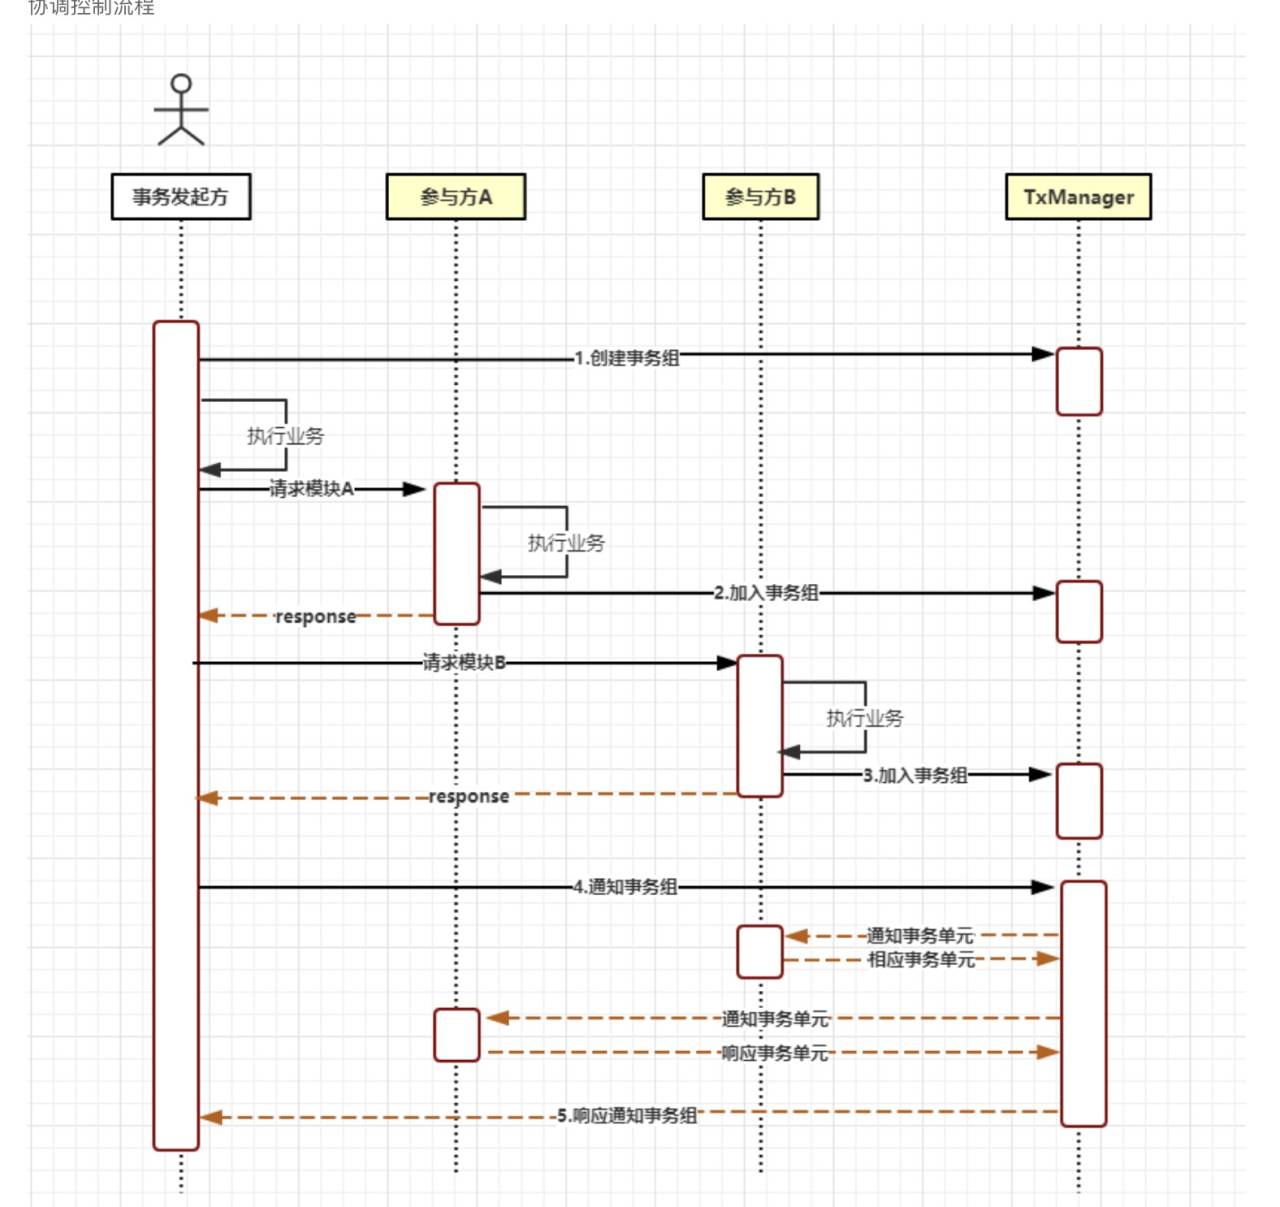 协调控制流程
事务发起方
参与方A
参与方B
TxManager
1.创建事务组
执行业务
请求模块A
执行业务
2.加入事务组
response
请求模块B
执行业务
3.加入事务组
response
4.通知事务组
通知事务单元
相应事务单元
通知事务单元
响应事务单元
5.响应通知事务组